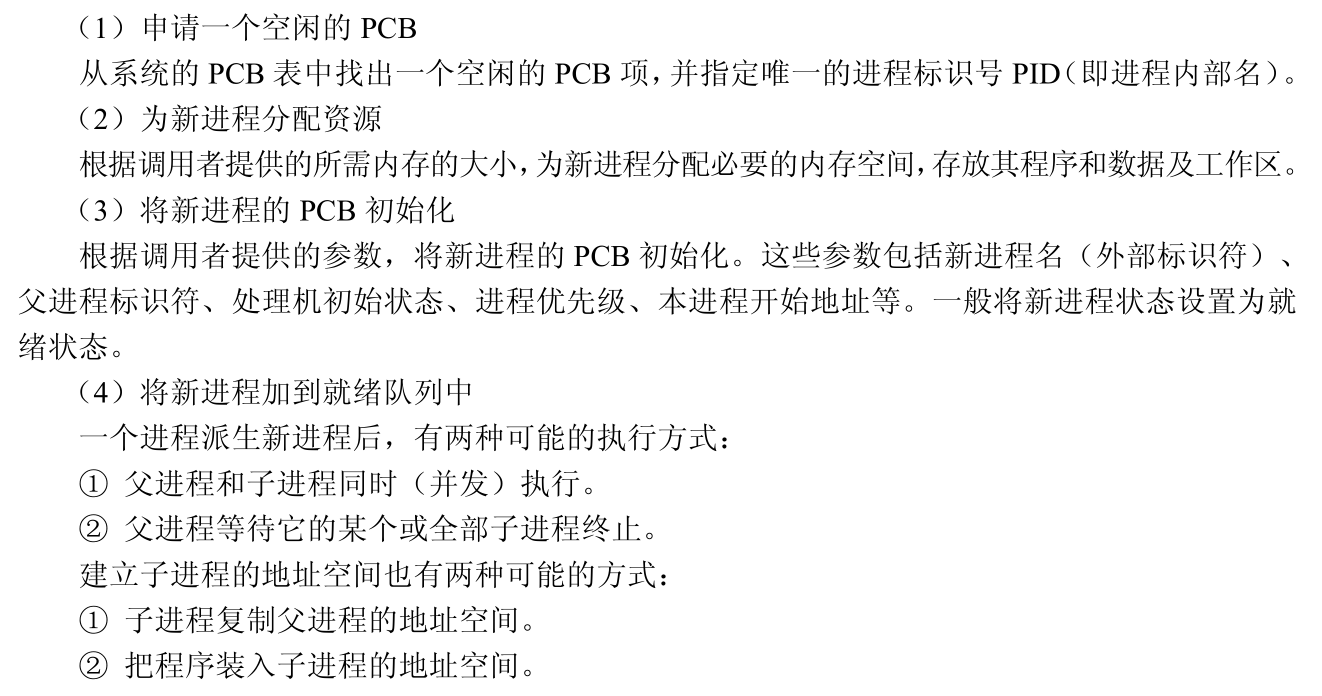 （1）申请一个空闲的 PCB
从系统的 PCB 表中找出一个空闲的 PCB 项，并指定唯一的进程标识号 PID（即进程内部名）。
（2）为新进程分配资源
根据调用者提供的所需内存的大小，为新进程分配必要的内存空间，存放其程序和数据及工作区。
（3）将新进程的 PCB 初始化
根据调用者提供的参数，将新进程的 PCB 初始化。这些参数包括新进程名（外部标识符）、
父进程标识符、处理机初始状态、进程优先级、本进程开始地址等。一般将新进程状态设置为就
绪状态。
（4）将新进程加到就绪队列中
一个进程派生新进程后，有两种可能的执行方式：
① 父进程和子进程同时（并发）执行。
② 父进程等待它的某个或全部子进程终止。
建立子进程的地址空间也有两种可能的方式：
① 子进程复制父进程的地址空间。
② 把程序装入子进程的地址空间。